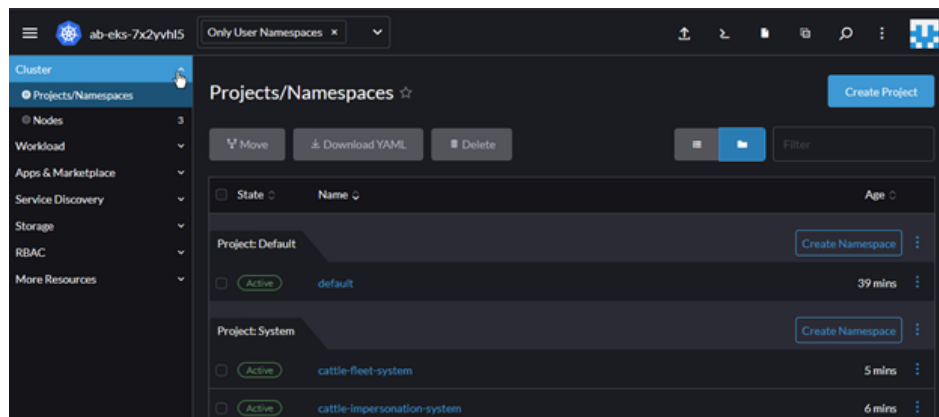 ab-eks-7x2yvhl5
Only User Namespaces ×
Cluster
Projects/Namespaces
Nodes 3
Workload
Apps & Marketplace
Service Discovery
Storage
RBAC
More Resources
Projects/Namespaces
Create Project
Move
Download YAML
Delete
Filter
State Name Age
Project: Default Create Namespace
Active default 39 mins
Project: System Create Namespace
Active cattle-fleet-system 5 mins
Active cattle-impersonation-system 6 mins